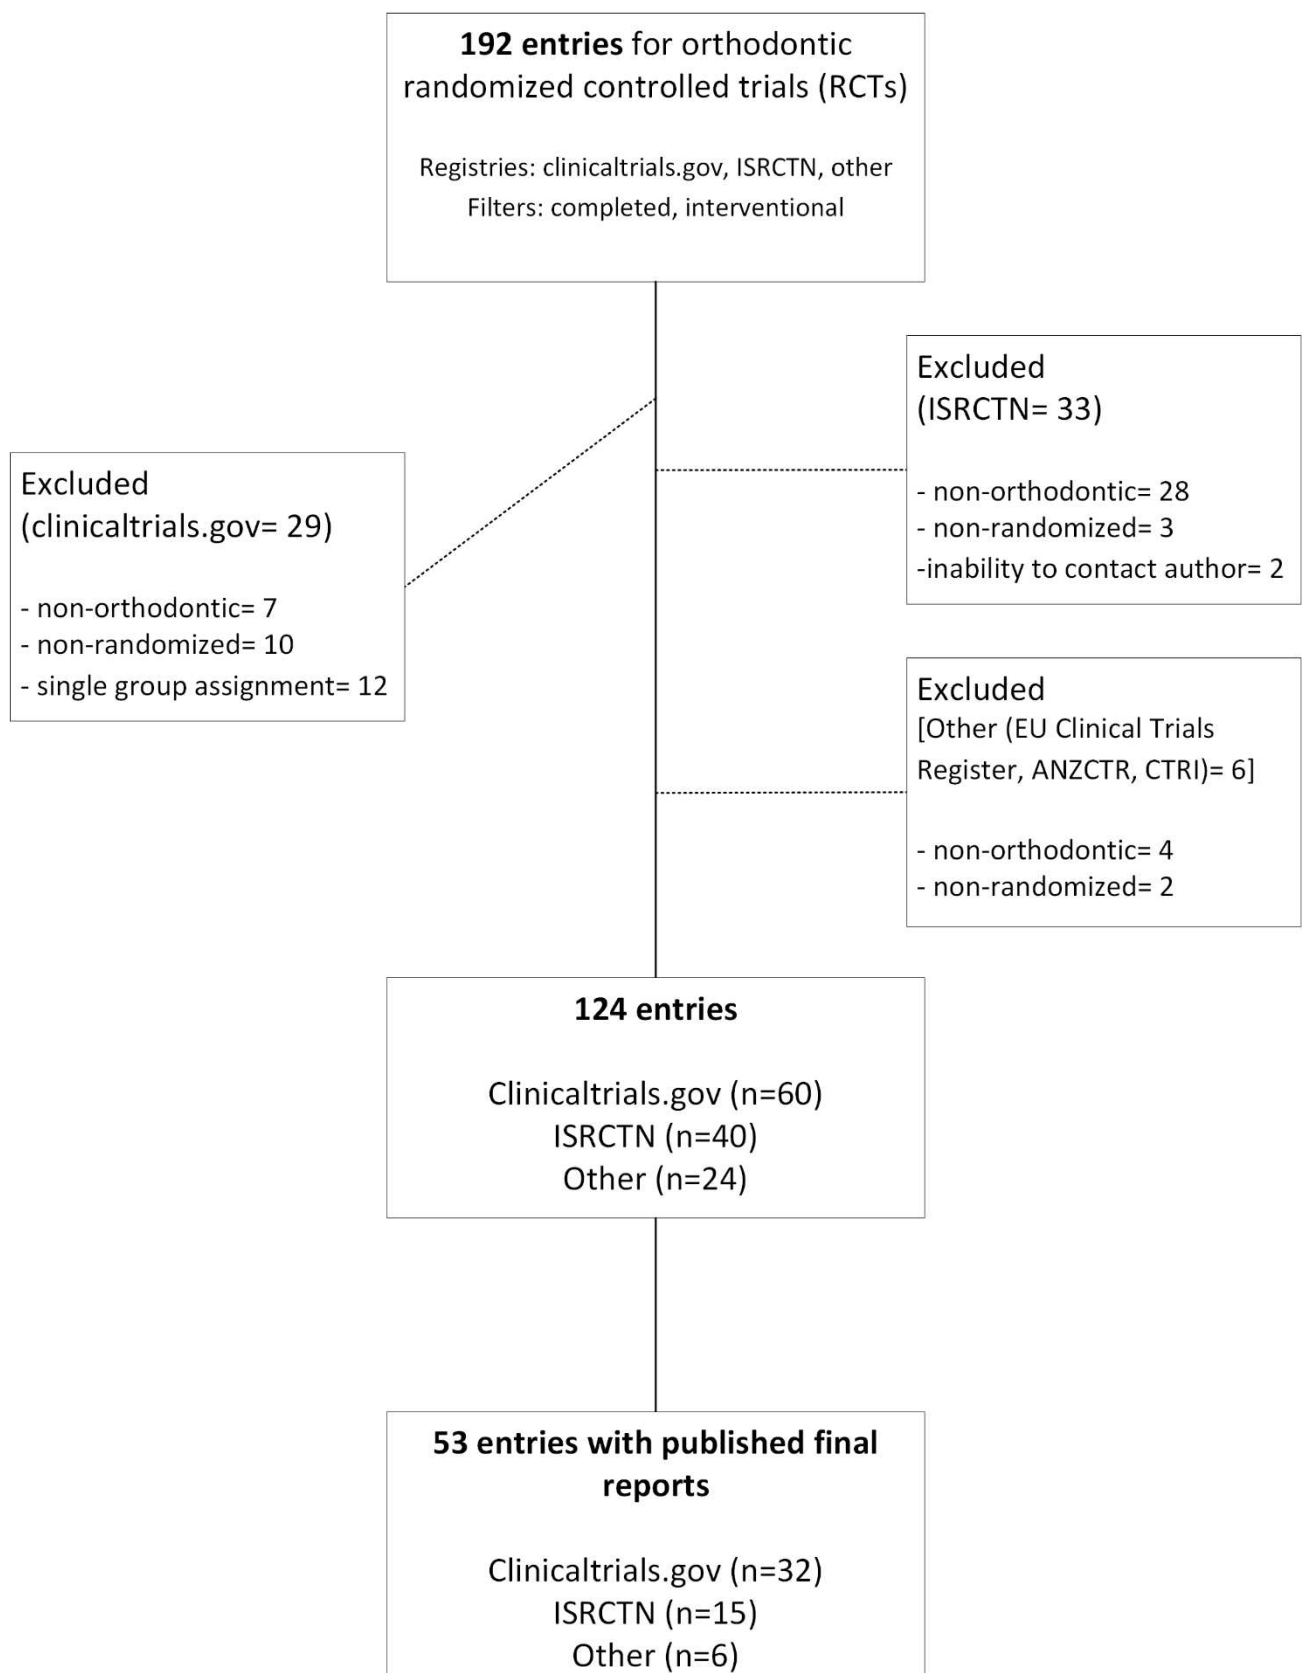 192 entries for orthodontic
randomized controlled trials (RCTs)
Registries: clinicaltrials.gov, ISRCTN, other
Filters: completed, interventional
Excluded
(ISRCTN= 33)
- non-orthodontic= 28
- non-randomized= 3
-inability to contact author= 2
Excluded
(clinicaltrials.gov= 29)
- non-orthodontic= 7
- non-randomized= 10
- single group assignment= 12
Excluded
[Other (EU Clinical Trials
Register, ANZCTR, CTRI)= 6]
- non-orthodontic= 4
- non-randomized= 2
124 entries
Clinicaltrials.gov (n=60)
ISRCTN (n=40)
Other (n=24)
53 entries with published final
reports
Clinicaltrials.gov (n=32)
ISRCTN (n=15)
Other (n=6)